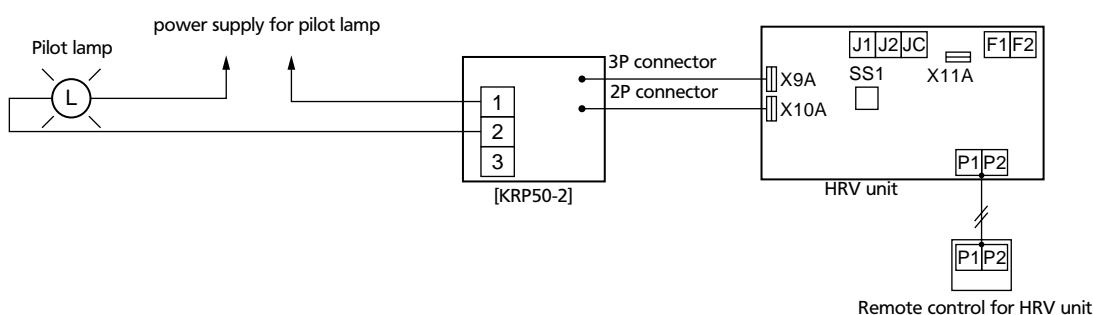 power supply for pilot lamp
Pilot lamp
L
1
2
3
[KRP50-2]
3P connector
2P connector
X9A
X10A
J1 J2 JC
SS1
X11A
F1 F2
P1 P2
HRV unit
P1 P2
Remote control for HRV unit